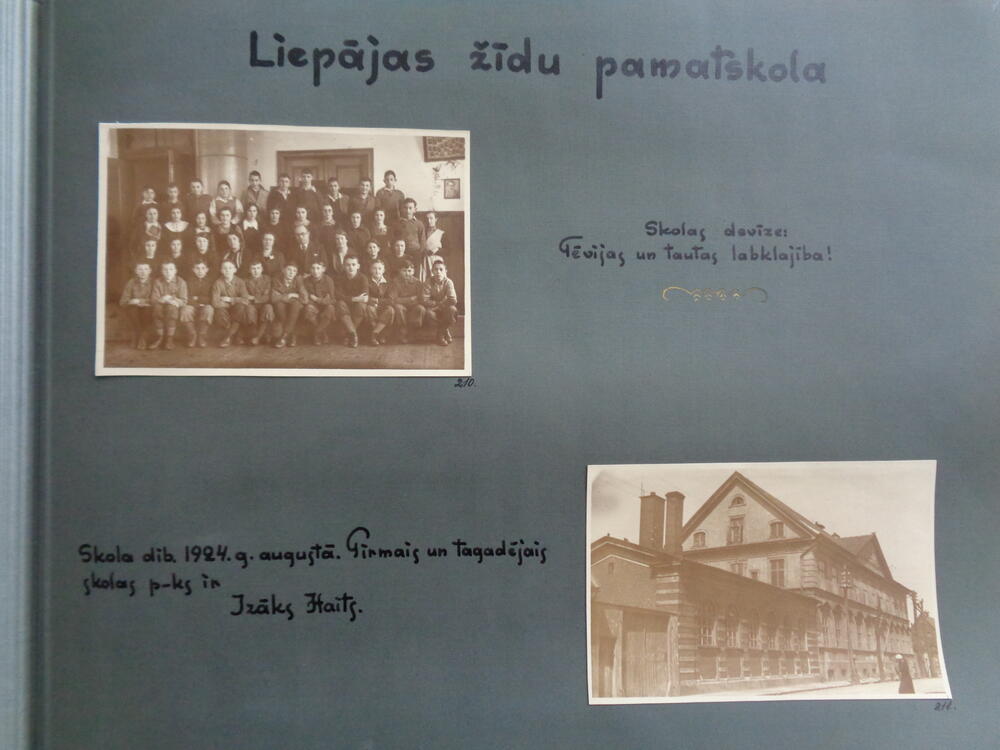 Liepājas žīdu pamatskola
Skolas devīze:
Tēvijas un tautas labklajība!
210.
Skola dib. 1924. g. augustā. Pirmais un tagadējais
skolas p-ks ir
Izāks Haits.
211.